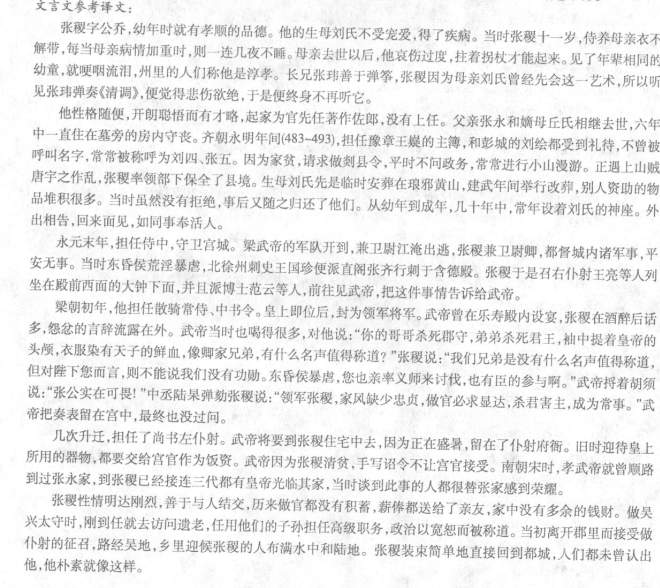 文言文参考译文：
张稷字公乔，幼年时就有孝顺的品德。他的生母刘氏不受宠爱，得了疾病。当时张稷十一岁，侍养母亲衣不
解带，每当母亲病情加重时，则一连几夜不睡。母亲去世以后，他哀伤过度，拄着拐杖才能起来。见了年辈相同的
幼童，就哽咽流泪，州里的人们称他是淳孝。长兄张玮善于弹筝，张稷因为母亲刘氏曾经先会这一艺术，所以听
见张玮弹奏《清调》，便觉得悲伤欲绝，于是便终身不再听它。
他性格随便，开朗聪悟而有才略，起家为官先任著作佐郎，没有上任。父亲张永和嫡母丘氏相继去世，六年
中一直住在墓旁的房内守丧。齐朝永明年间(483-493)，担任豫章王嶷的主簿，和彭城的刘绘都受到礼待，不曾被
呼叫名字，常常被称呼为刘四、张五。因为家贫，请求做剡县令，平时不问政务，常常进行小山漫游。正遇上山贼
唐宇之作乱，张稷率领部下保全了县境。生母刘氏先是临时安葬在琅邪黄山，建武年间举行改葬，别人资助的物
品堆积很多。当时虽然没有拒绝，事后又随之归还了他们。从幼年到成年，几十年中，常年设着刘氏的神座。外
出相告，回来面见，如同事奉活人。
永元末年，担任侍中，守卫宫城。梁武帝的军队开到，兼卫尉江淹出逃，张稷兼卫尉卿，都督城内诸军事，平
安无事。当时东昏侯荒淫暴虐，北徐州刺史王国珍便派直阁张齐行刺于含德殿。张稷于是召右仆射王亮等人列
坐在殿前西面的大钟下面，并且派博士范云等人，前往见武帝，把这件事情告诉给武帝。
梁朝初年，他担任散骑常侍、中书令。皇上即位后，封为领军将军。武帝曾在乐寿殿内设宴，张稷在酒醉后话
多，怨忿的言辞流露在外。武帝当时也喝得很多，对他说：“你的哥哥杀死郡守，弟弟杀死君王，袖中提着皇帝的
头颅，衣服染有天子的鲜血，像卿家兄弟，有什么名声值得称道？”张稷说：“我们兄弟是没有什么名声值得称道，
但对陛下您而言，则不能说我们没有功勋。东昏侯暴虐，您也亲率义师来讨伐，也有臣的参与啊。”武帝捋着胡须
说：“张公实在可畏！”中丞陆杲弹劾张稷说：“领军张稷，家风缺少忠贞，做官必求显达，杀君害主，成为常事。”武
帝把奏表留在宫中，最终也没过问。
几次升迁，担任了尚书左仆射。武帝将要到张稷住宅中去，因为正在盛暑，留在了仆射府衙。旧时迎待皇上
所用的器物，都要交给宫官作为饭资。武帝因为张稷清贫，手写诏令不让宫官接受。南朝宋时，孝武帝就曾顺路
到过张永家，到张稷已经接连三代都有皇帝光临其家，当时谈到此事的人都很替张家感到荣耀。
张稷性情明达刚烈，善于与人结交，历来做官都没有积蓄，薪俸都送给了亲友，家中没有多余的钱财。做吴
兴太守时，刚到任就去访问遗老，任用他们的子孙担任高级职务，政治以宽恕而被称道。当初离开郡里而接受做
仆射的征召，路经吴地，乡里迎候张稷的人布满水中和陆地。张稷装束简单地直接回到都城，人们都未曾认出
他，他朴素就像这样。